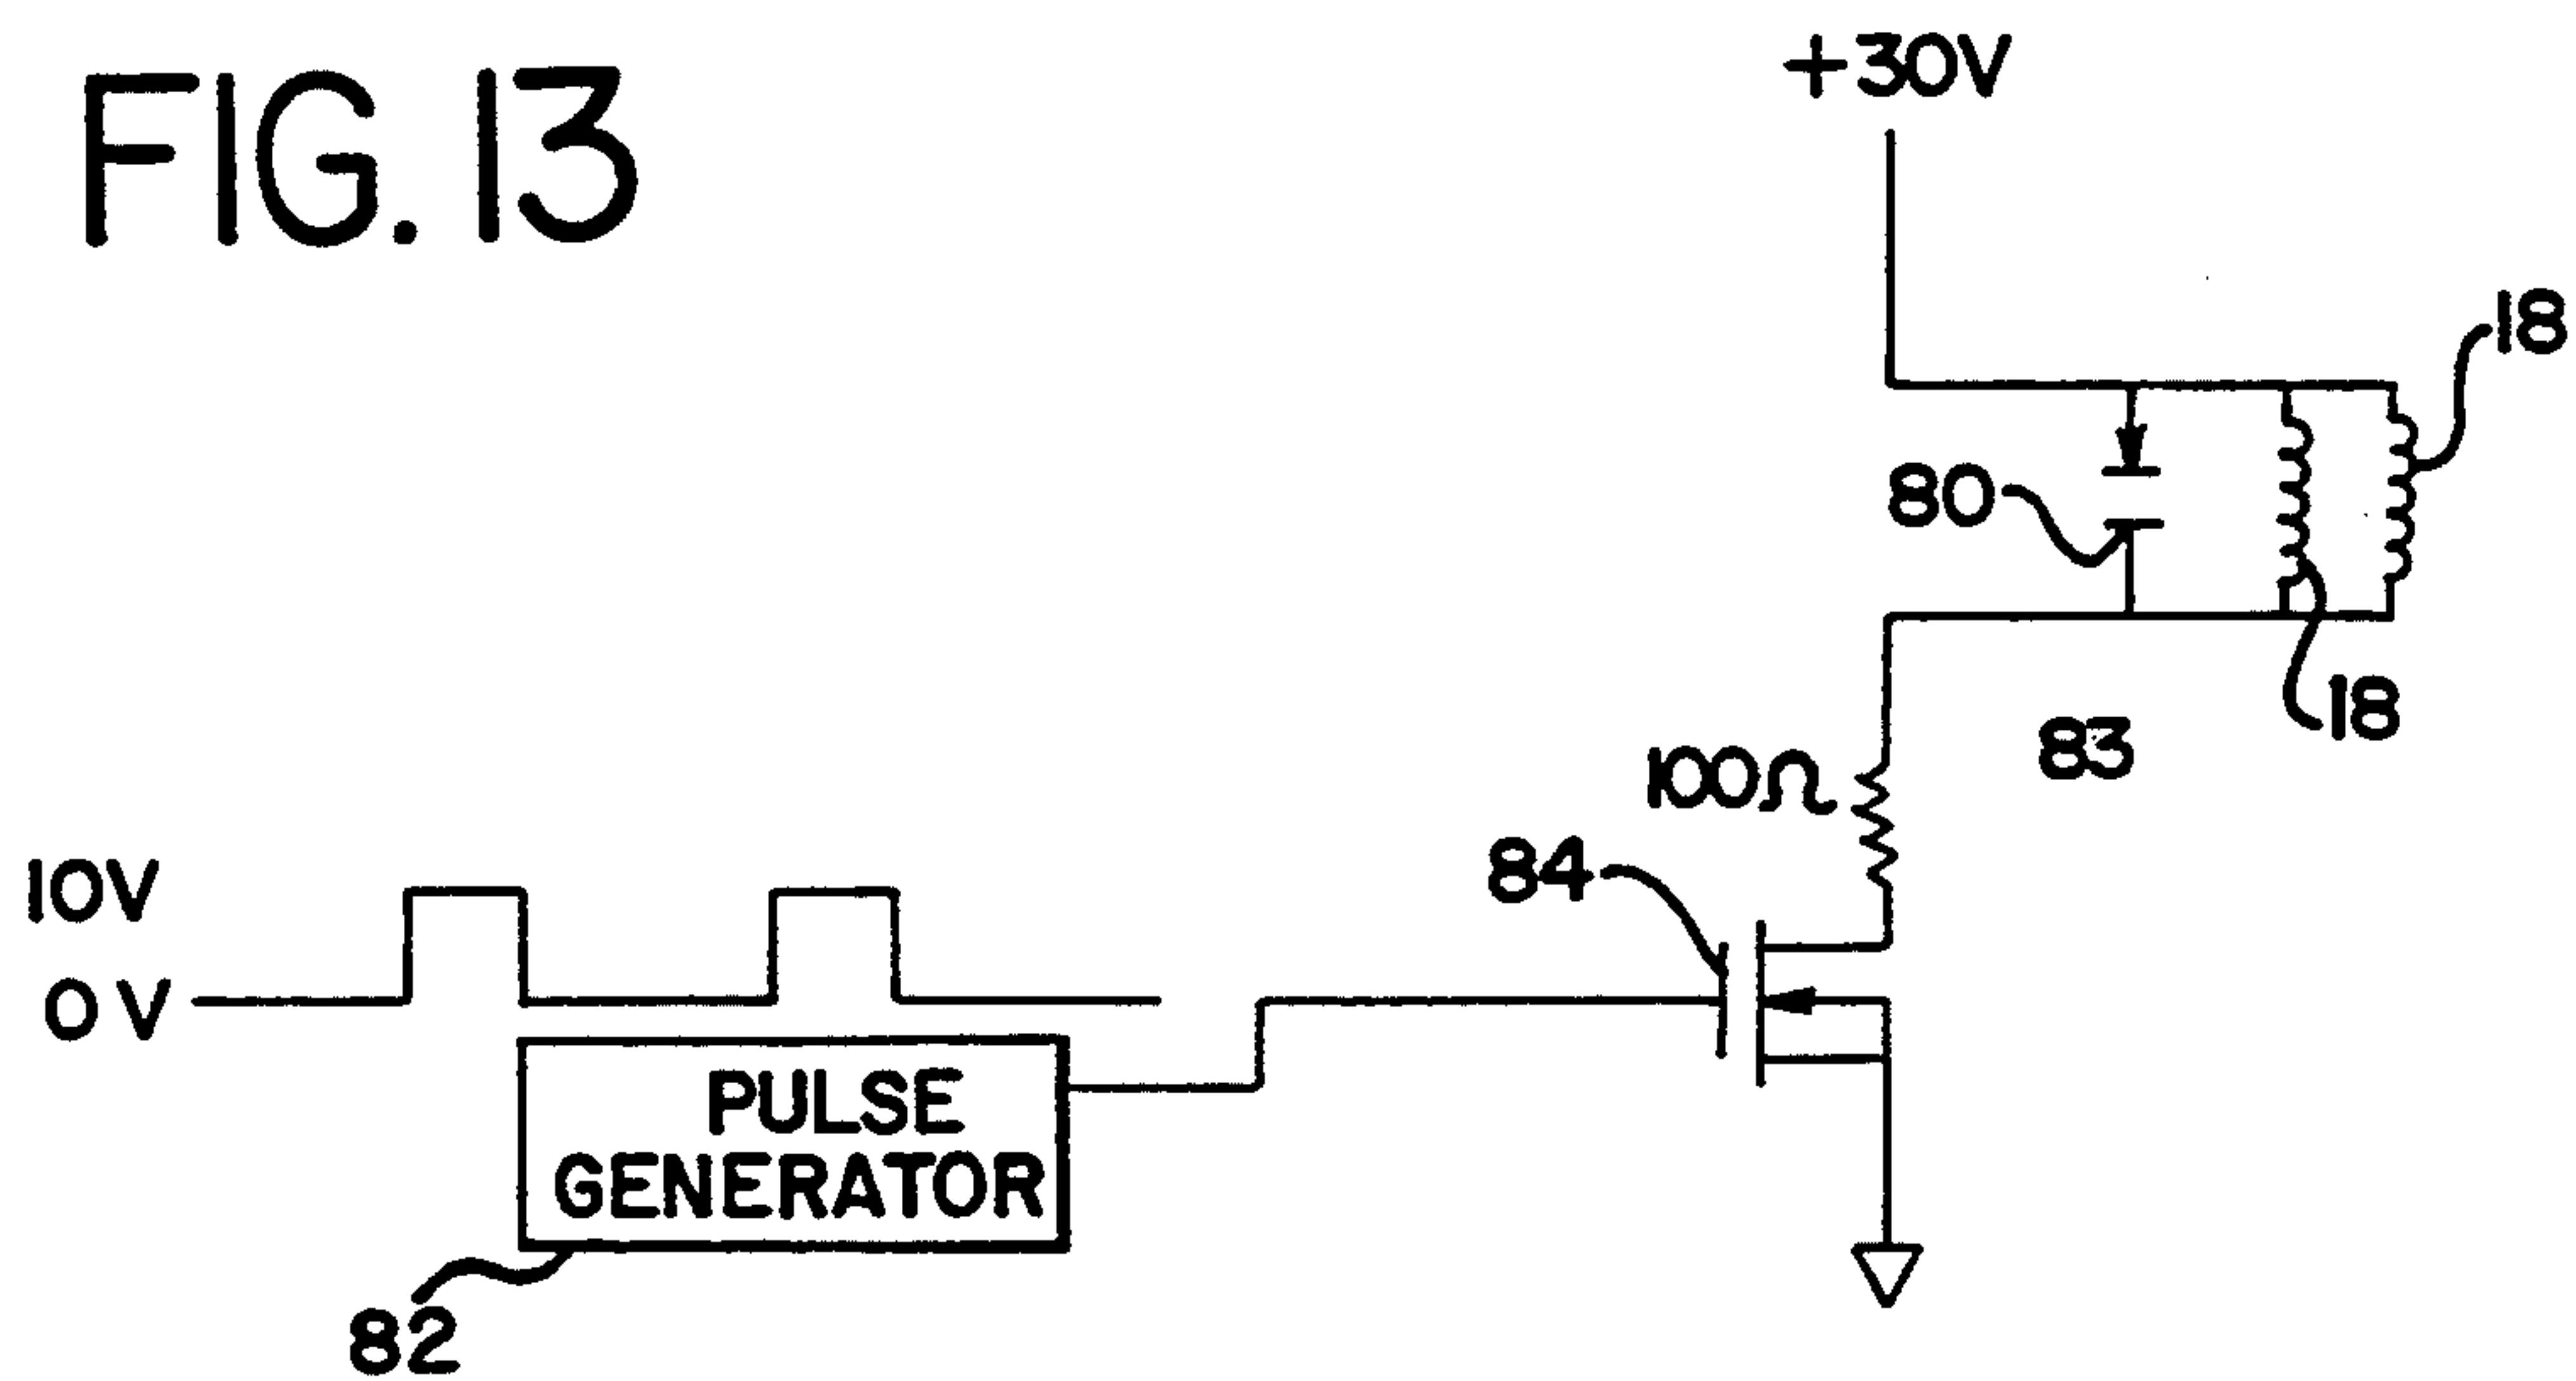 FIG. 13
+30V
18
80
18
83
100Ω
84
10V
0 V
PULSE
GENERATOR
82